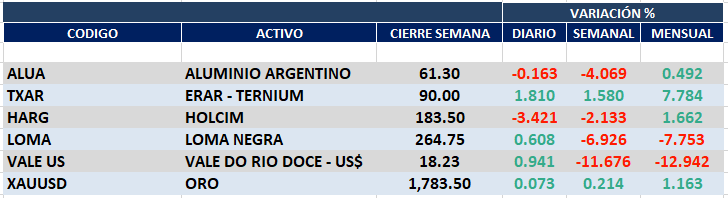 VARIACIÓN %
CODIGO ACTIVO CIERRE SEMANA DIARIO SEMANAL MENSUAL
ALUA ALUMINIO ARGENTINO 61.30 -0.163 -4.069 0.492
TXAR ERAR - TERNIUM 90.00 1.810 1.580 7.784
HARG HOLCIM 183.50 -3.421 -2.133 1.662
LOMA LOMA NEGRA 264.75 0.608 -6.926 -7.753
VALE US VALE DO RIO DOCE - US$ 18.23 0.941 -11.676 -12.942
XAUUSD ORO 1,783.50 0.073 0.214 1.163